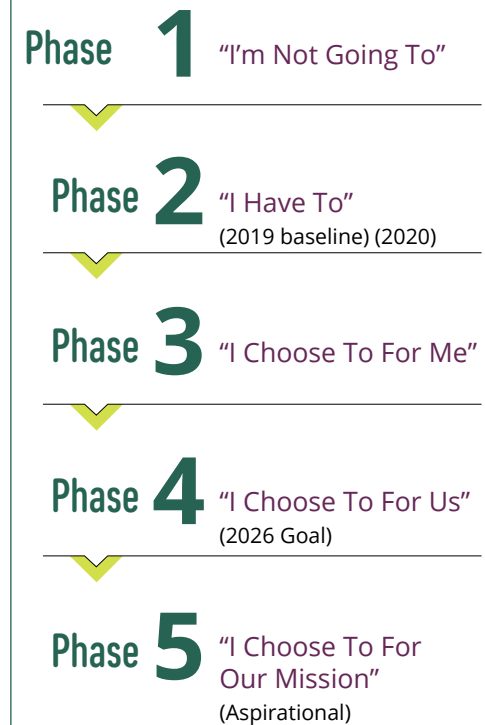 Phase 1 “I’m Not Going To”
Phase 2 “I Have To”
(2019 baseline) (2020)
Phase 3 “I Choose To For Me”
Phase 4 “I Choose To For Us”
(2026 Goal)
Phase 5 “I Choose To For
Our Mission”
(Aspirational)